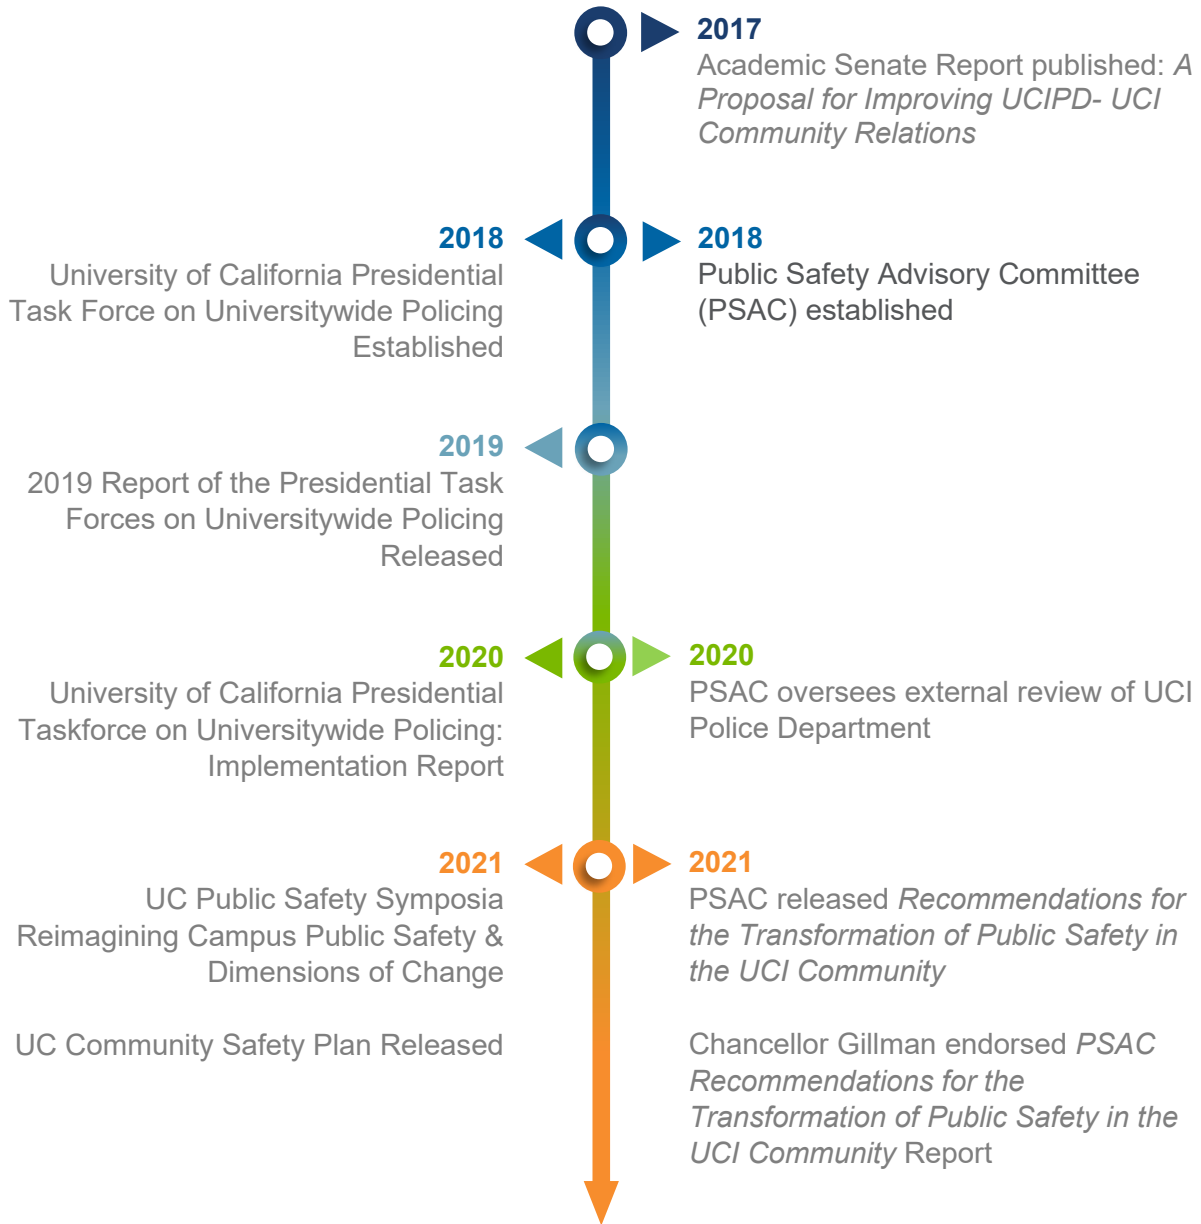 2017
Academic Senate Report published: A
Proposal for Improving UCIPD- UCI
Community Relations
2018
University of California Presidential
Task Force on Universitywide Policing
Established
2018
Public Safety Advisory Committee
(PSAC) established
2019
2019 Report of the Presidential Task
Forces on Universitywide Policing
Released
2020
University of California Presidential
Taskforce on Universitywide Policing:
Implementation Report
2020
PSAC oversees external review of UCI
Police Department
2021
UC Public Safety Symposia
Reimagining Campus Public Safety &
Dimensions of Change
UC Community Safety Plan Released
2021
PSAC released Recommendations for
the Transformation of Public Safety in
the UCI Community
Chancellor Gillman endorsed PSAC
Recommendations for the
Transformation of Public Safety in the
UCI Community Report